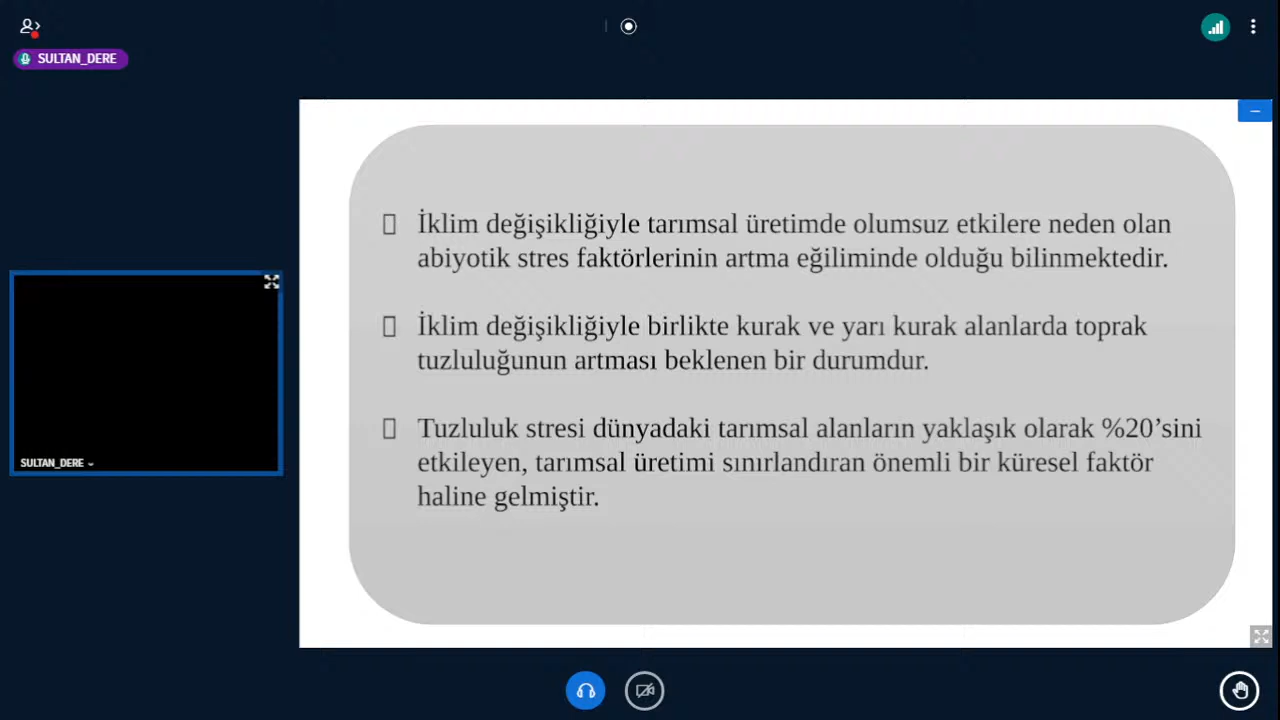 SULTAN_DERE
İklim değişikliğiyle tarımsal üretimde olumsuz etkilere neden olan
abiyotik stres faktörlerinin artma eğiliminde olduğu bilinmektedir.
İklim değişikliğiyle birlikte kurak ve yarı kurak alanlarda toprak
tuzluluğunun artması beklenen bir durumdur.
Tuzluluk stresi dünyadaki tarımsal alanların yaklaşık olarak %20’sini
etkileyen, tarımsal üretimi sınırlandıran önemli bir küresel faktör
haline gelmiştir.
SULTAN_DERE